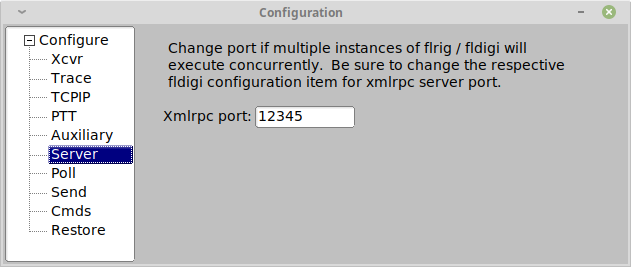 Configuration
Configure
Xcvr
Trace
TCPIP
PTT
Auxiliary
Server
Poll
Send
Cmds
Restore
Change port if multiple instances of flrig / fldigi will
execute concurrently.  Be sure to change the respective
fldigi configuration item for xmlrpc server port.
Xmlrpc port: 12345